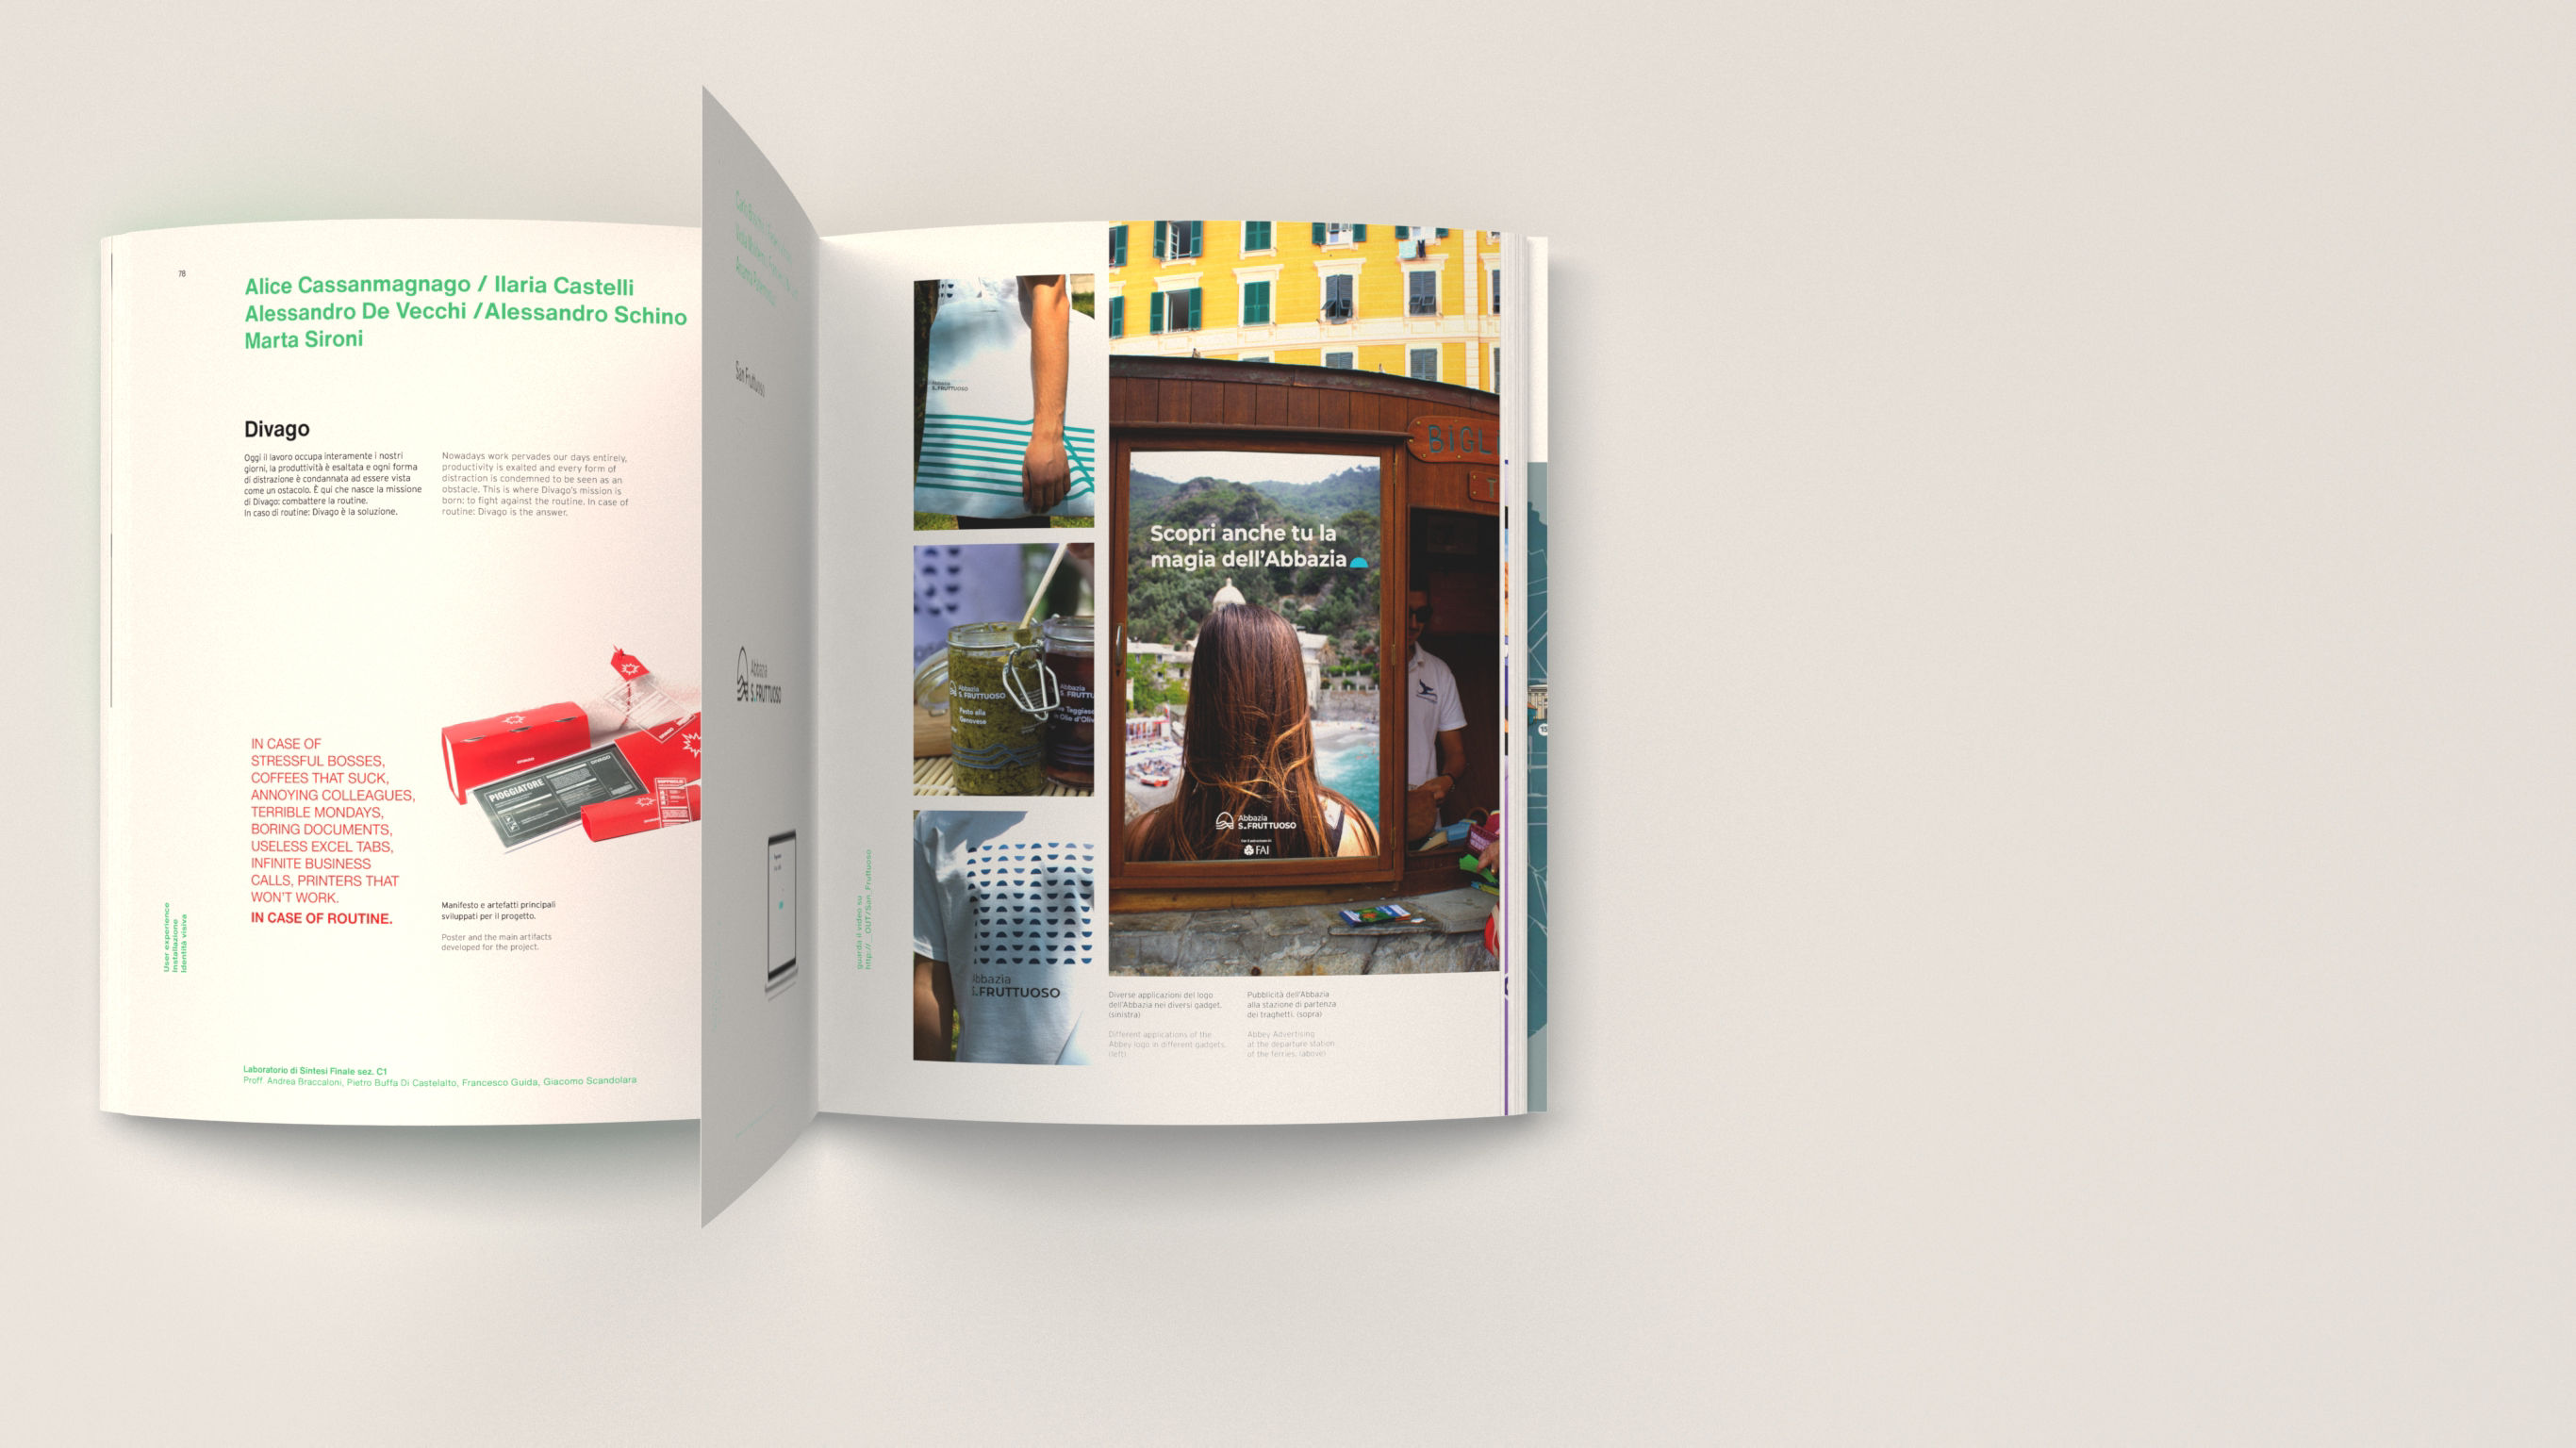 78
Alice Cassanmagnago / Ilaria Castelli
Alessandro De Vecchi /Alessandro Schino
Marta Sironi
Divago
Oggi il lavoro occupa interamente i nostri
giorni, la produttività è esaltata e ogni forma
di distrazione è condannata ad essere vista
come un ostacolo. È qui che nasce la missione
di Divago: combattere la routine.
In caso di routine: Divago è la soluzione.
Nowadays work pervades our days entirely,
productivity is exalted and every form of
distraction is condemned to be seen as an
obstacle. This is where Divago's mission is
born: to fight against the routine. In case of
routine: Divago is the answer.
IN CASE OF
STRESSFUL BOSSES,
COFFEES THAT SUCK,
ANNOYING COLLEAGUES,
TERRIBLE MONDAYS,
BORING DOCUMENTS,
USELESS EXCEL TABS,
INFINITE BUSINESS
CALLS, PRINTERS THAT
WON'T WORK.
IN CASE OF ROUTINE.
PIOGGIATORE
Manifesto e artefatti principali
sviluppati per il progetto.
Poster and the main artifacts
developed for the project.
User experience
Installazione
Identità visiva
Laboratorio di Sintesi Finale sez. C1
Proff. Andrea Braccaloni, Pietro Buffa Di Castelalto, Francesco Guida, Giacomo Scandolara
San Fruttuoso
Abbazia
S.FRUTTUOSO
guarda il video su
http://__OUT/San_Fruttuoso
Abbazia
S.FRUTTUOSO
Abbazia
S.FRUTTUOSO
Pesto alla
Genovese
Abbazia
S.FRUTTU
Abbazia
S.FRUTTUOSO
BIGL
Scopri anche tu la
magia dell'Abbazia
Abbazia
S.FRUTTUOSO
FAI
Diverse applicazioni del logo
dell'Abbazia nei diversi gadget.
(sinistra)
Different applications of the
Abbey logo in different gadgets.
(left)
Pubblicità dell'Abbazia
alla stazione di partenza
dei traghetti. (sopra)
Abbey Advertising
at the departure station
of the ferries. (above)